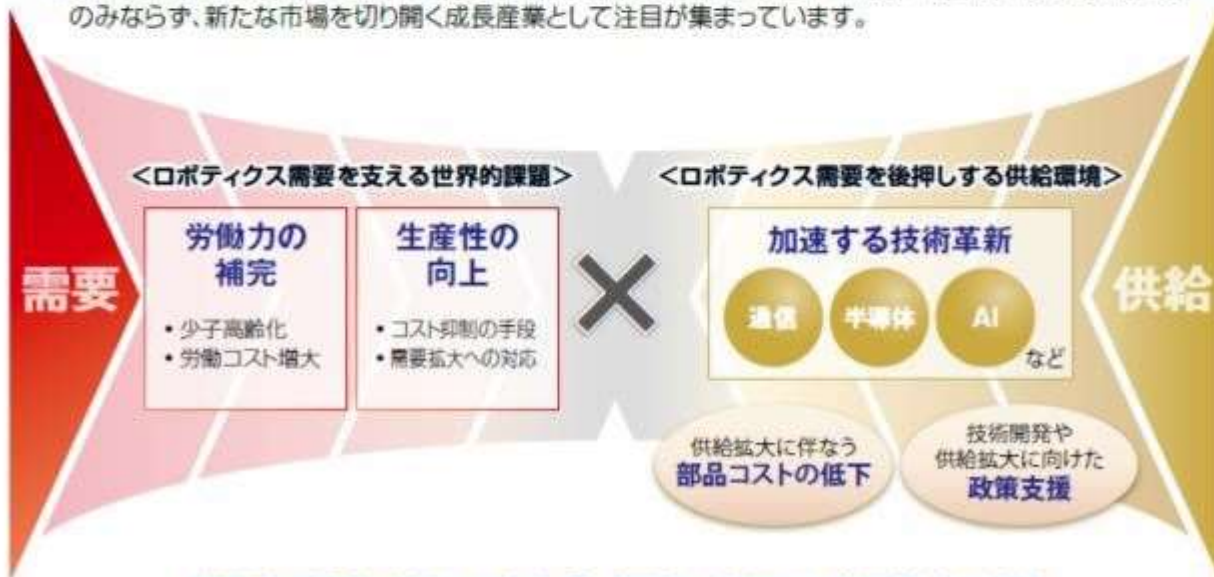 のみならず、新たな市場を切り開く成長産業として注目が集まっています。
<ロボティクス需要を支える世界的課題>
<ロボティクス需要を後押しする供給環境>
需要
労働力の
補完
• 少子高齢化
• 労働コスト増大
生産性の
向上
• コスト抑制の手段
• 需要拡大への対応
×
加速する技術革新
通信
半導体
AI
など
供給
供給拡大に伴なう
部品コストの低下
技術開発や
供給拡大に向けた
政策支援